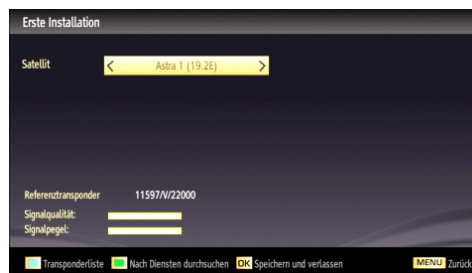 Erste Installation
Satellit < Astra 1 (19.2E) >
Referenztransponder 11597/V/22000
Signalqualität:
Signalpegel:
Transponderliste Nach Diensten durchsuchen OK Speichern und verlassen MENU Zurück